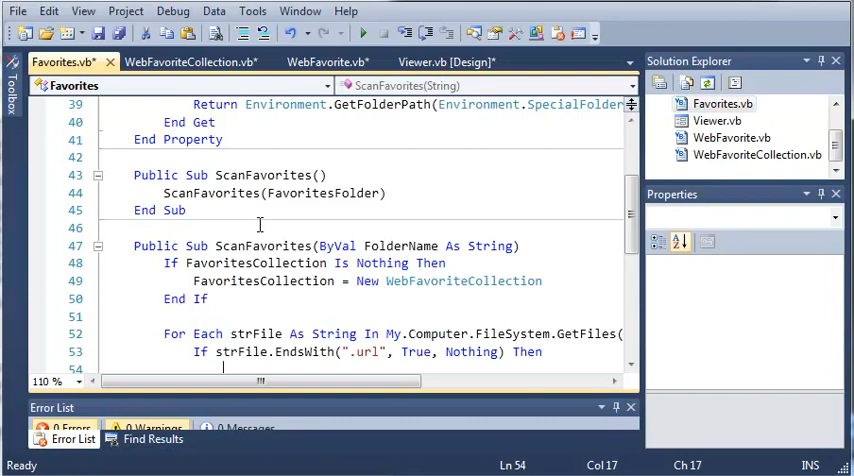 File Edit View Project Debug Data Tools Window Help
Favorites.vb* WebFavoriteCollection.vb* WebFavorite.vb* Viewer.vb [Design]*
Favorites ScanFavorites(String)
39 Return Environment.GetFolderPath(Environment.SpecialFolder
40 End Get
41 End Property
42
43 Public Sub ScanFavorites()
44 ScanFavorites(FavoritesFolder)
45 End Sub
46
47 Public Sub ScanFavorites(ByVal FolderName As String)
48 If FavoritesCollection Is Nothing Then
49 FavoritesCollection = New WebFavoriteCollection
50 End If
51
52 For Each strFile As String In My.Computer.FileSystem.GetFiles(
53 If strFile.EndsWith(".url", True, Nothing) Then
54
110 %
Toolbox
Solution Explorer
Favorites.vb
Viewer.vb
WebFavorite.vb
WebFavoriteCollection.vb
Properties
Error List
0 Errors 0 Warnings 0 Messages
Error List Find Results
Ready Ln 54 Col 17 Ch 17 INS